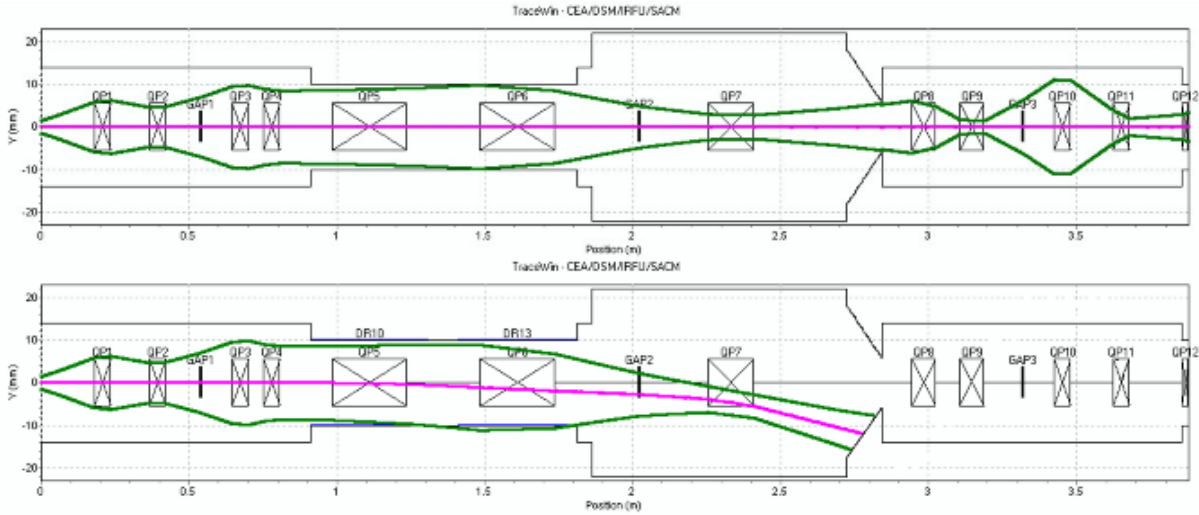 TraceWin - CEA/DSM/IRFU/SACM
20
10
0
-10
-20
Y (mm)
QP1
QP2
GAP1
QP3
QP4
QP5
QP6
GAP2
QP7
QP8
QP9
GAP3
QP10
QP11
QP12
0
0.5
1
1.5
2
2.5
3
3.5
Position (m)
TraceWin - CEA/DSM/IRFU/SACM
20
10
0
-10
-20
Y (mm)
DR10
DR13
QP1
QP2
GAP1
QP3
QP4
QP5
QP6
GAP2
QP7
QP8
QP9
GAP3
QP10
QP11
QP12
0
0.5
1
1.5
2
2.5
3
3.5
Position (m)